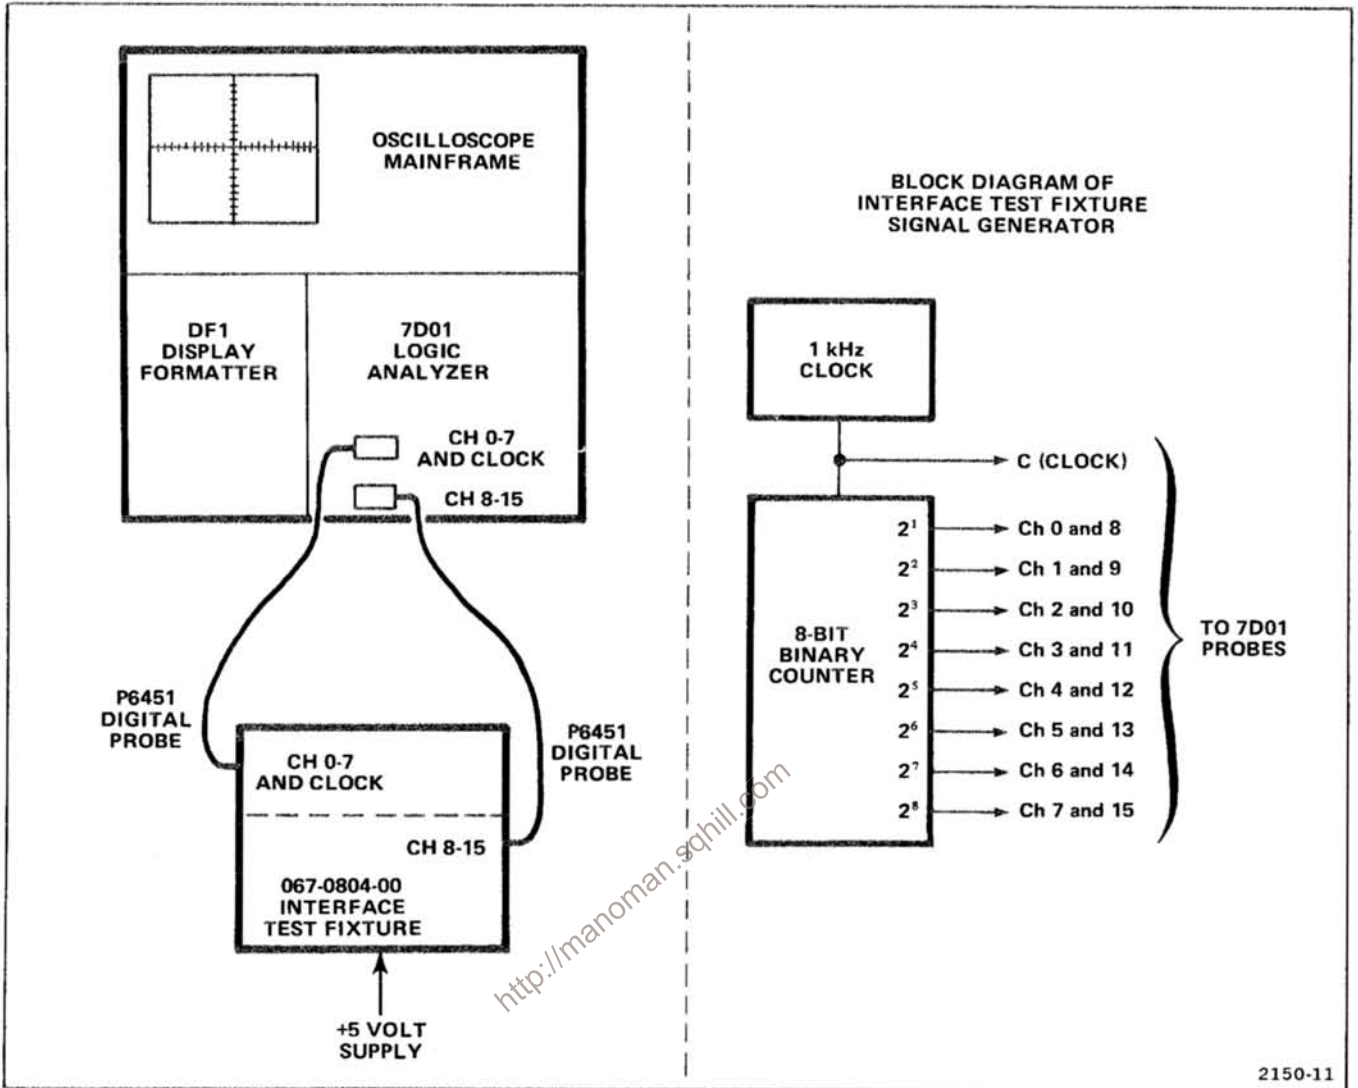 OSCILLOSCOPE
MAINFRAME
DF1
DISPLAY
FORMATTER
7D01
LOGIC
ANALYZER
CH 0-7
AND CLOCK
CH 8-15
P6451
DIGITAL
PROBE
P6451
DIGITAL
PROBE
CH 0-7
AND CLOCK
CH 8-15
067-0804-00
INTERFACE
TEST FIXTURE
+5 VOLT
SUPPLY
BLOCK DIAGRAM OF
INTERFACE TEST FIXTURE
SIGNAL GENERATOR
1 kHz
CLOCK
C (CLOCK)
8-BIT
BINARY
COUNTER
2¹ Ch 0 and 8
2² Ch 1 and 9
2³ Ch 2 and 10
2⁴ Ch 3 and 11
2⁵ Ch 4 and 12
2⁶ Ch 5 and 13
2⁷ Ch 6 and 14
2⁸ Ch 7 and 15
TO 7D01
PROBES
http://manoman.sqhill.com
2150-11